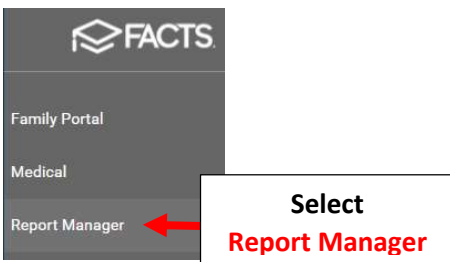 FACTS
Family Portal
Medical
Report Manager
Select
Report Manager